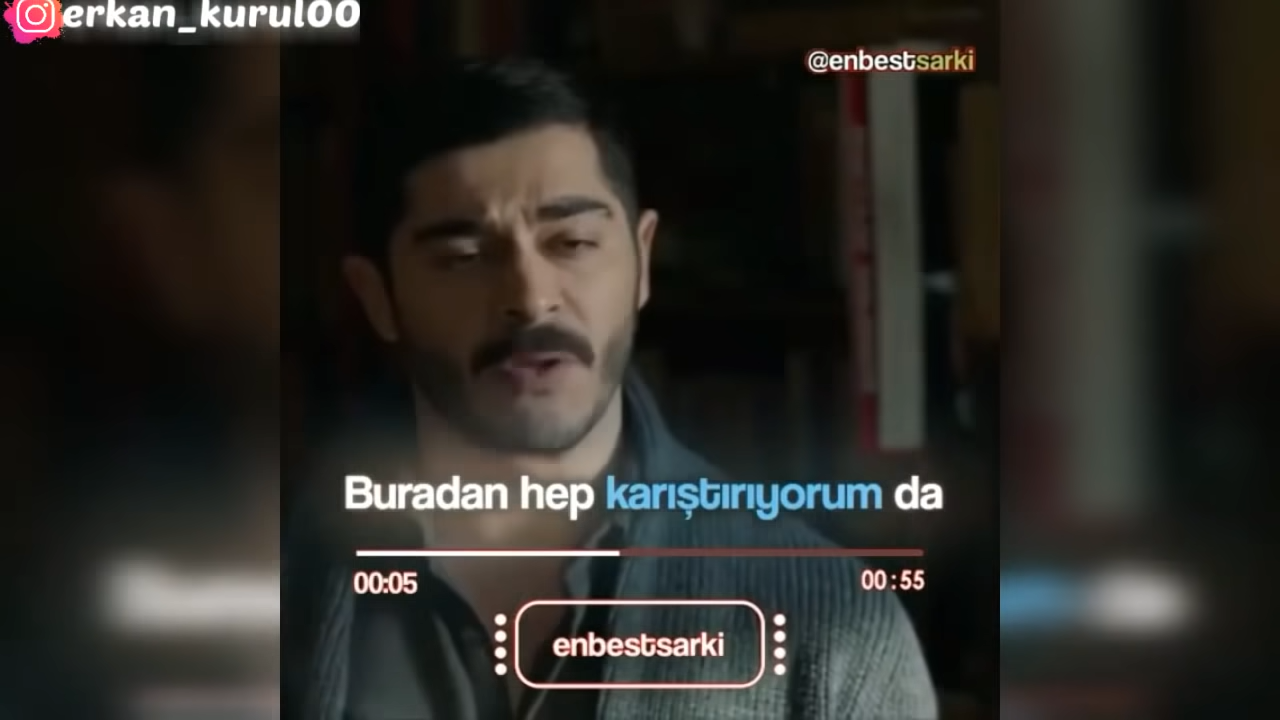 erkan_kurul00
@enbestsarki
Buradan hep karıştırıyorum da
00:05
00:55
enbestsarki